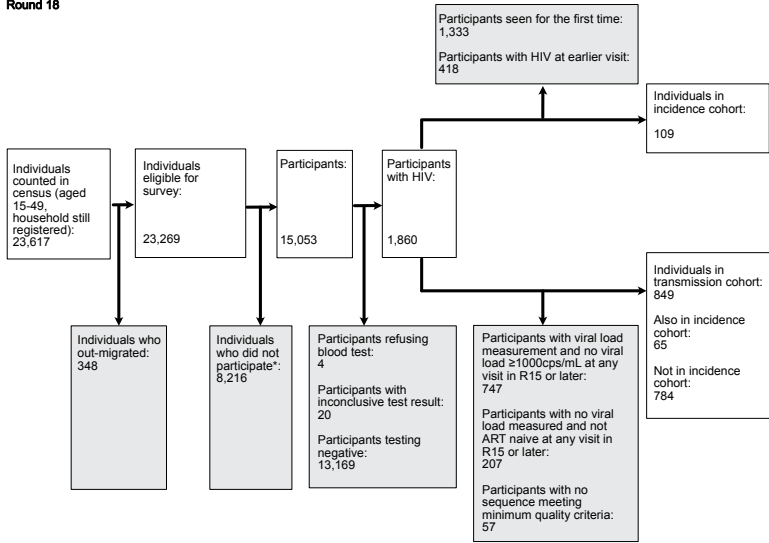 Round 18
Participants seen for the first time:
1,333
Participants with HIV at earlier visit:
418
Individuals in
incidence cohort:
109
Individuals
counted in
census (aged
15-49,
household still
registered):
23,617
Individuals
eligible for
survey:
23,269
Participants:
15,053
Participants
with HIV:
1,860
Individuals in
transmission cohort:
849
Also in incidence
cohort:
65
Not in incidence
cohort:
784
Individuals who
out-migrated:
348
Individuals
who did not
participate*:
8,216
Participants refusing
blood test:
4
Participants with
inconclusive test result:
20
Participants testing
negative:
13,169
Participants with viral load
measurement and no viral
load ≥1000cps/mL at any
visit in R15 or later:
747
Participants with no viral
load measured and not
ART naive at any visit in
R15 or later:
207
Participants with no
sequence meeting
minimum quality criteria:
57